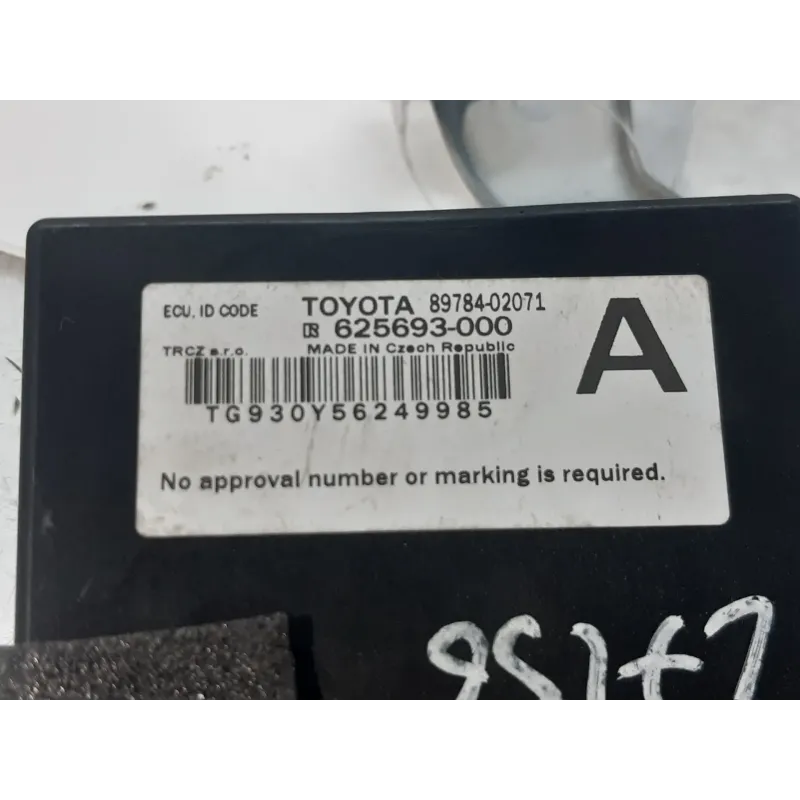 ECU. ID CODE TOYOTA 89784-02071
625693-000 A
TRCZ s.r.o. MADE IN Czech Republic
TG930Y56249985
No approval number or marking is required.